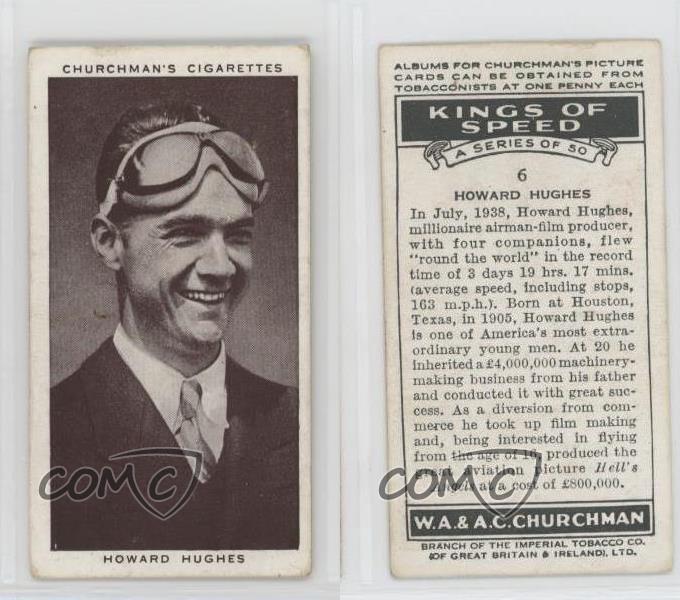 CHURCHMAN'S CIGARETTES
COMC
HOWARD HUGHES
ALBUMS FOR CHURCHMAN'S PICTURE
CARDS CAN BE OBTAINED FROM
TOBACCONISTS AT ONE PENNY EACH
KINGS OF
SPEED
A SERIES OF 50
6
HOWARD HUGHES
In July, 1938, Howard Hughes,
millionaire airman-film producer,
with four companions, flew
"round the world" in the record
time of 3 days 19 hrs. 17 mins.
(average speed, including stops,
163 m.p.h.). Born at Houston,
Texas, in 1905, Howard Hughes
is one of America's most extra-
ordinary young men. At 20 he
inherited a £4,000,000 machinery-
making business from his father
and conducted it with great suc-
cess. As a diversion from com-
merce he took up film making
and, being interested in flying
from the age of 16, produced the
great aviation picture Hell's
Angels at a cost of £800,000.
COMC
W.A. & A.C. CHURCHMAN
BRANCH OF THE IMPERIAL TOBACCO CO.
(OF GREAT BRITAIN & IRELAND), LTD.